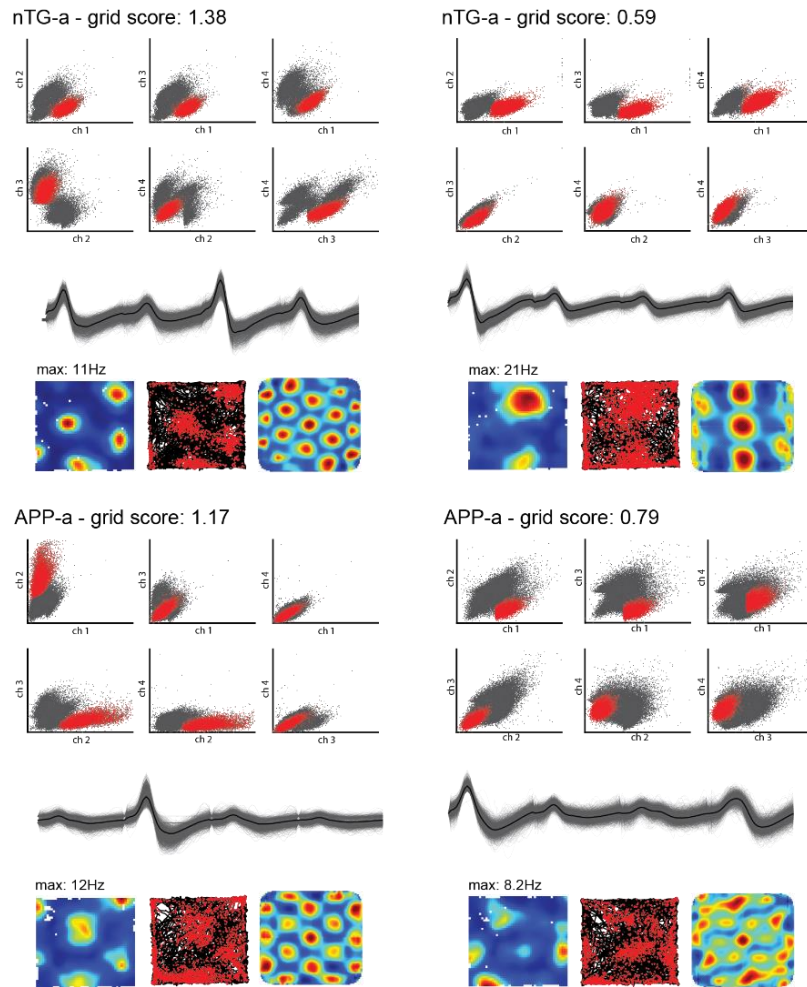 nTG-a - grid score: 1.38
ch 2
ch 1
ch 3
ch 1
ch 4
ch 1
ch 3
ch 2
ch 4
ch 2
ch 4
ch 3
max: 11Hz
nTG-a - grid score: 0.59
ch 2
ch 1
ch 3
ch 1
ch 4
ch 1
ch 3
ch 2
ch 4
ch 2
ch 4
ch 3
max: 21Hz
APP-a - grid score: 1.17
ch 2
ch 1
ch 3
ch 1
ch 4
ch 1
ch 3
ch 2
ch 4
ch 2
ch 4
ch 3
max: 12Hz
APP-a - grid score: 0.79
ch 2
ch 1
ch 3
ch 1
ch 4
ch 1
ch 3
ch 2
ch 4
ch 2
ch 4
ch 3
max: 8.2Hz